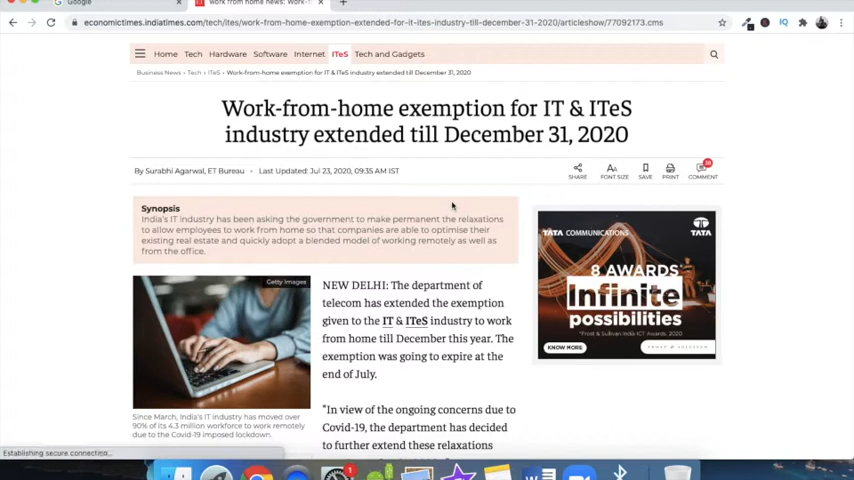 Google
work from home news: Work-
economictimes.indiatimes.com/tech/ites/work-from-home-exemption-extended-for-it-ites-industry-till-december-31-2020/articleshow/77092173.cms
Home Tech Hardware Software Internet ITeS Tech and Gadgets
Business News › Tech › ITeS › Work-from-home exemption for IT & ITeS industry extended till December 31, 2020
Work-from-home exemption for IT & ITeS
industry extended till December 31, 2020
By Surabhi Agarwal, ET Bureau • Last Updated: Jul 23, 2020, 09:35 AM IST
38
SHARE FONT SIZE SAVE PRINT COMMENT
Synopsis
India's IT industry has been asking the government to make permanent the relaxations
to allow employees to work from home so that companies are able to optimise their
existing real estate and quickly adopt a blended model of working remotely as well as
from the office.
Getty Images
Since March, India's IT industry has moved over
90% of its 4.3 million workforce to work remotely
due to the Covid-19 imposed lockdown.
NEW DELHI: The department of
telecom has extended the exemption
given to the IT & ITeS industry to work
from home till December this year. The
exemption was going to expire at the
end of July.
"In view of the ongoing concerns due to
Covid-19, the department has decided
to further extend these relaxations
TATA COMMUNICATIONS
TATA
8 AWARDS
Infinite
possibilities
*Frost & Sullivan India ICT Awards, 2020
KNOW MORE
FROST & SULLIVAN
Establishing secure connection...
1